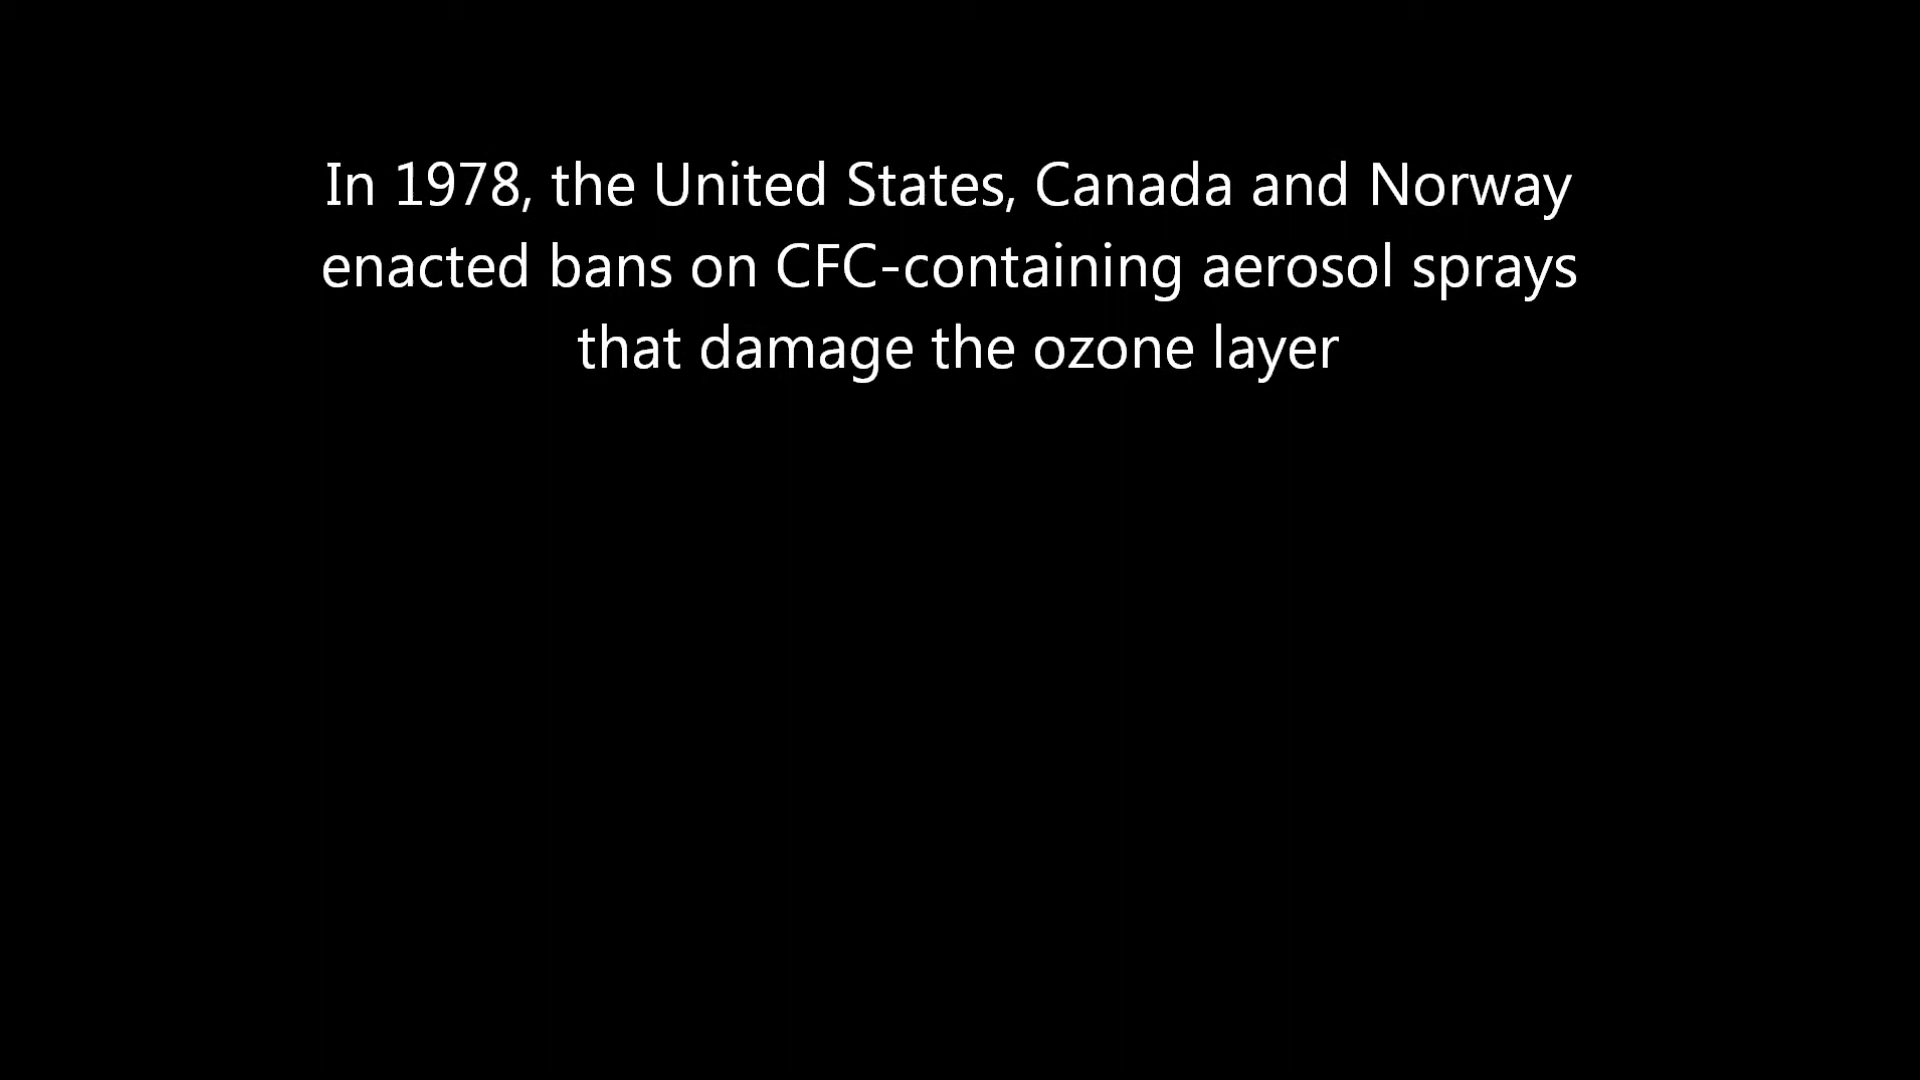 In 1978, the United States, Canada and Norway
enacted bans on CFC-containing aerosol sprays
that damage the ozone layer